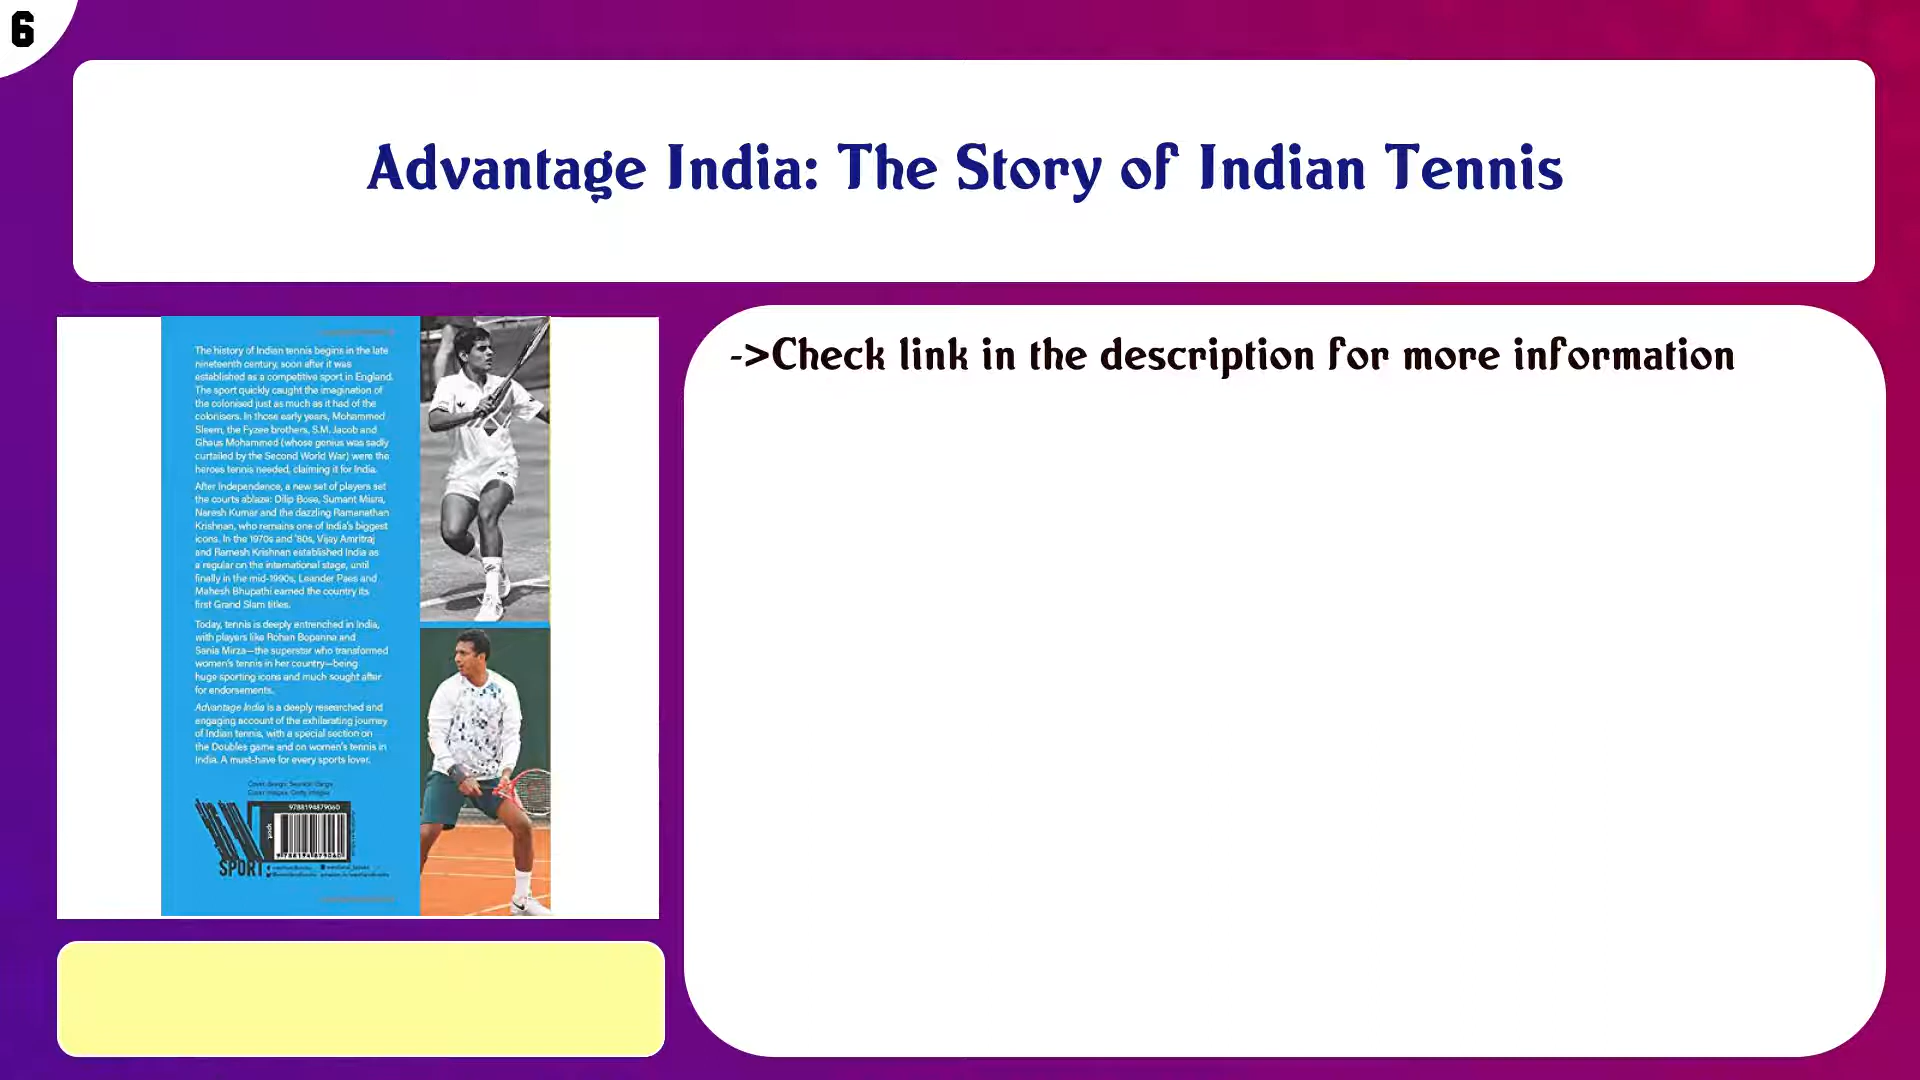 6
Advantage India: The Story of Indian Tennis
->Check link in the description for more information
The history of Indian tennis begins in the late
nineteenth century, soon after it was
established as a competitive sport in England.
The sport quickly caught the imagination of
the colonised just as much as it had of the
colonisers. In those early years, Mohammed
Sleem, the Fyzee brothers, S.M. Jacob and
Ghaus Mohammed (whose genius was sadly
curtailed by the Second World War) were the
heroes tennis needed, claiming it for India.
After Independence, a new set of players set
the courts ablaze: Dilip Bose, Sumant Misra,
Naresh Kumar and the dazzling Ramanathan
Krishnan, who remains one of India's biggest
icons. In the 1970s and '80s, Vijay Amritraj
and Ramesh Krishnan established India as
a regular on the international stage, until
finally in the mid-1990s, Leander Paes and
Mahesh Bhupathi earned the country its
first Grand Slam titles.
Today, tennis is deeply entrenched in India,
with players like Rohan Bopanna and
Sania Mirza—the superstar who transformed
women's tennis in her country—being
huge sporting icons and much sought after
for endorsements.
Advantage India is a deeply researched and
engaging account of the exhilarating journey
of Indian tennis, with a special section on
the Doubles game and on women's tennis in
India. A must-have for every sports lover.
9788194879060
9 788194 879060
SPORT